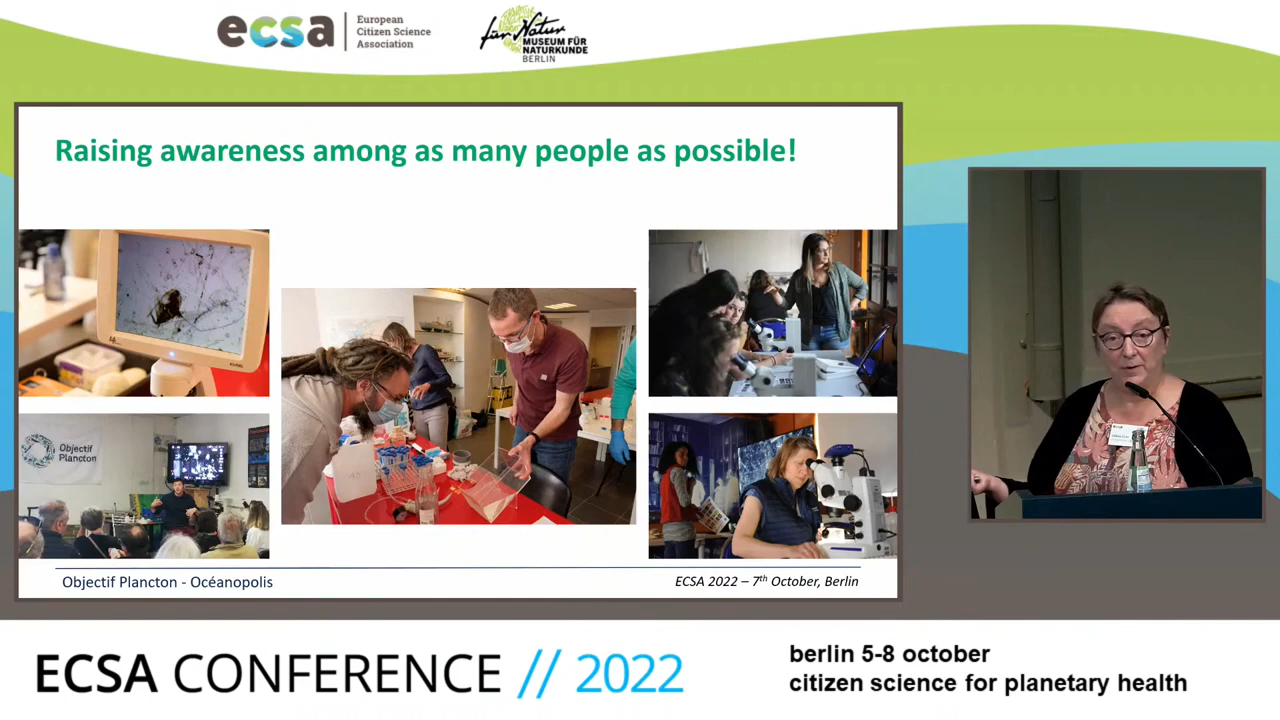 ecsa
European
Citizen Science
Association
für Natur
MUSEUM FÜR
NATURKUNDE
BERLIN
Raising awareness among as many people as possible!
Objectif
Plancton
Objectif Plancton - Océanopolis
ECSA 2022 – 7th October, Berlin
ECSA CONFERENCE // 2022
berlin 5-8 october
citizen science for planetary health